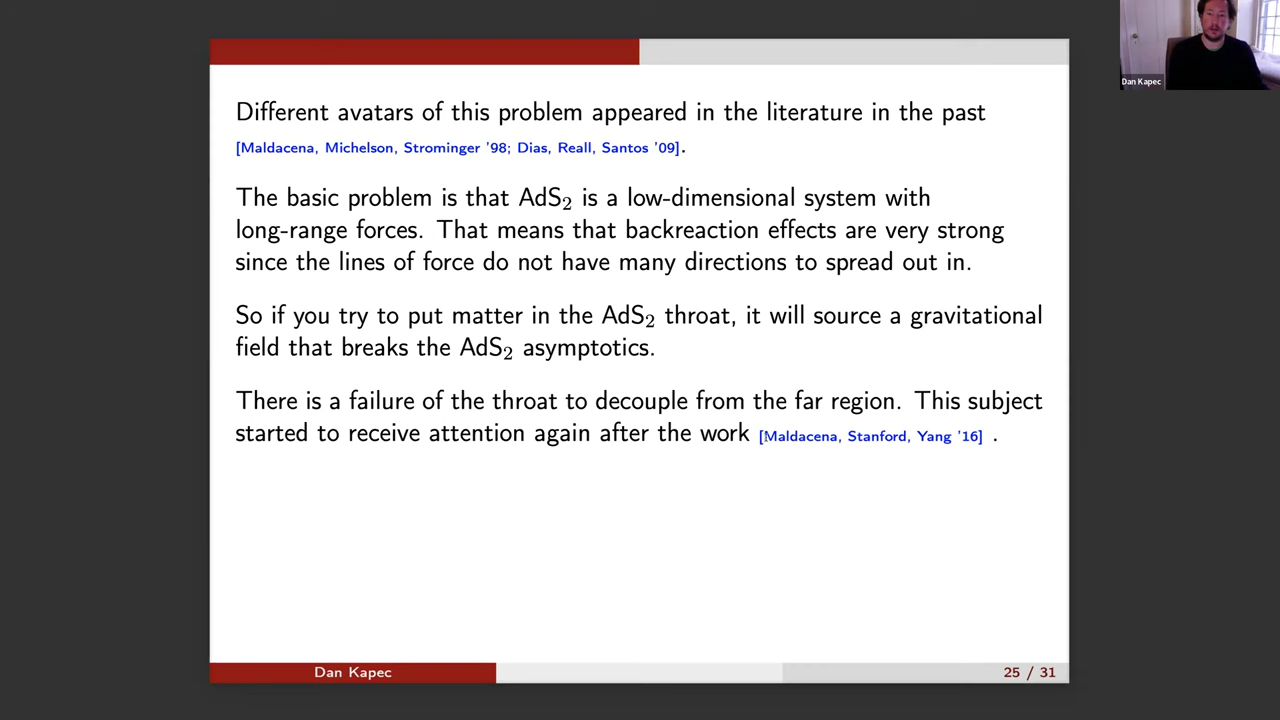 Different avatars of this problem appeared in the literature in the past
[Maldacena, Michelson, Strominger '98; Dias, Reall, Santos '09].
The basic problem is that AdS₂ is a low-dimensional system with
long-range forces. That means that backreaction effects are very strong
since the lines of force do not have many directions to spread out in.
So if you try to put matter in the AdS₂ throat, it will source a gravitational
field that breaks the AdS₂ asymptotics.
There is a failure of the throat to decouple from the far region. This subject
started to receive attention again after the work [Maldacena, Stanford, Yang '16] .
Dan Kapec
25 / 31
Dan Kapec